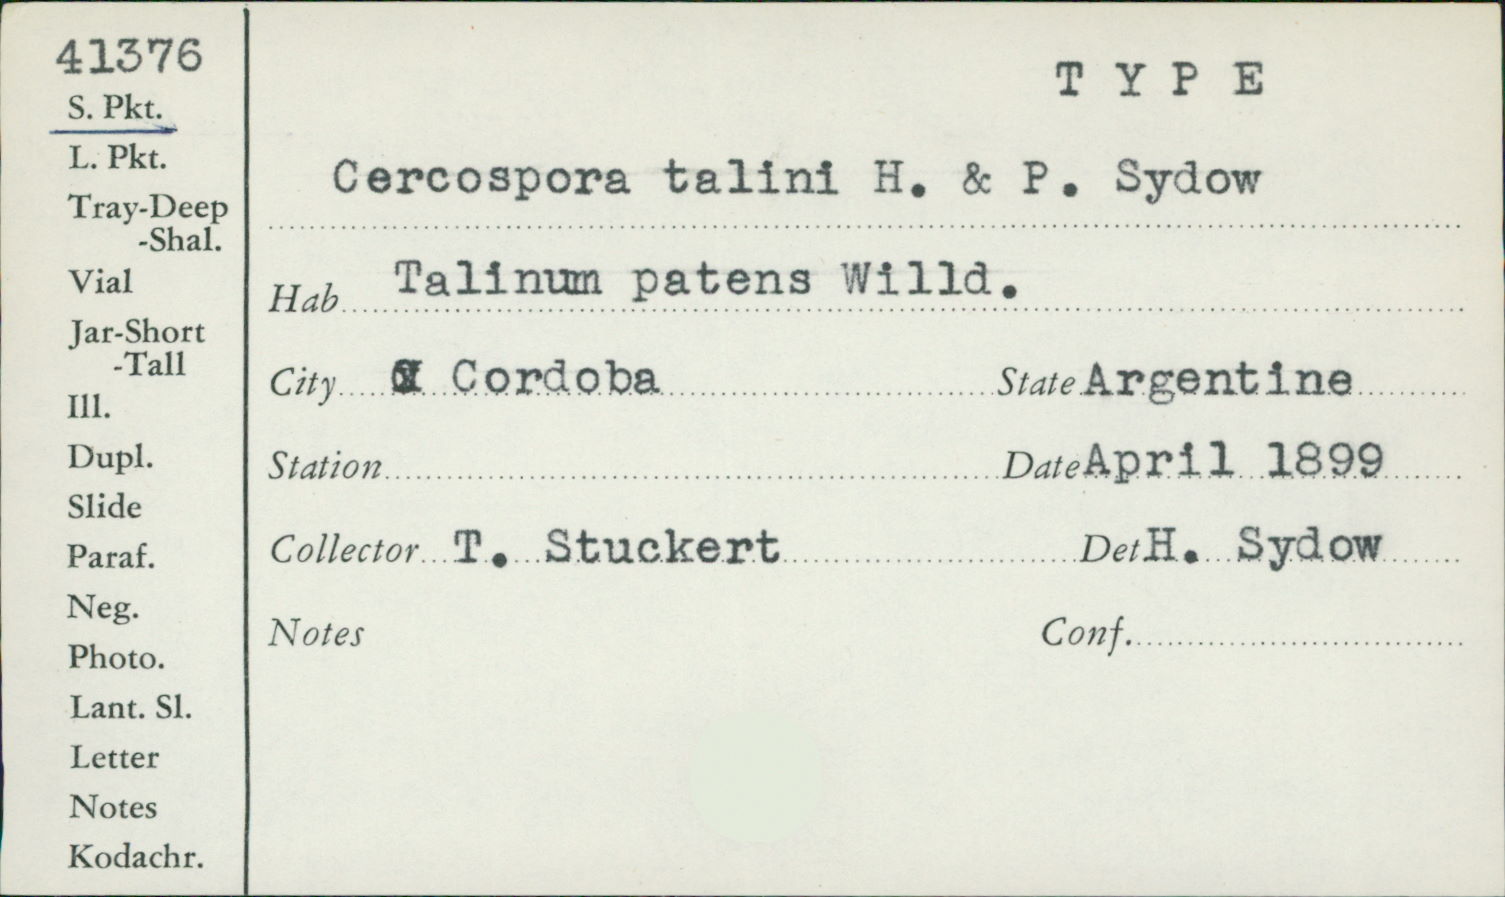 41376
S. Pkt.
L. Pkt.
Tray-Deep
-Shal.
Vial
Jar-Short
-Tall
Ill.
Dupl.
Slide
Paraf.
Neg.
Photo.
Lant. Sl.
Letter
Notes
Kodachr.
T Y P E
Cercospora talini H. & P. Sydow
Hab Talinum patens Willd.
City Cordoba State Argentine
Station Date April 1899
Collector T. Stuckert Det H. Sydow
Notes Conf.